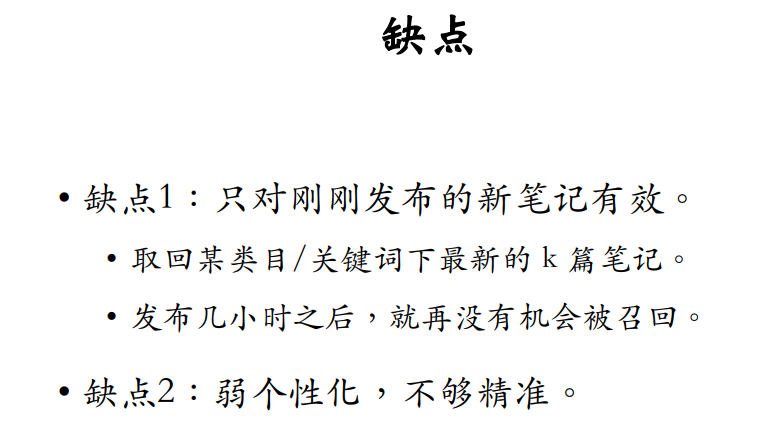 缺点
• 缺点1：只对刚刚发布的新笔记有效。
• 取回某类目/关键词下最新的 k 篇笔记。
• 发布几小时之后，就再没有机会被召回。
• 缺点2：弱个性化，不够精准。